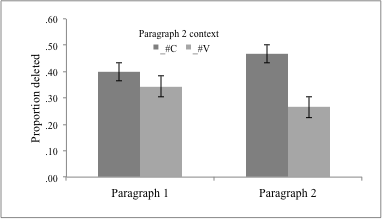 .60
.50
.40
.30
.20
.10
.00
Proportion deleted
Paragraph 2 context
_#C _#V
Paragraph 1 Paragraph 2